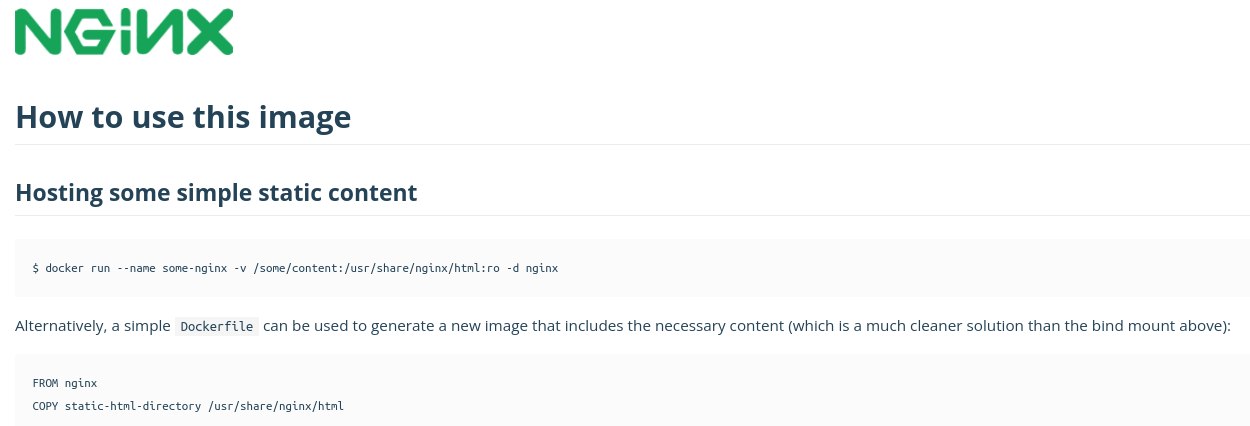 NGiNX
How to use this image
Hosting some simple static content
$ docker run --name some-nginx -v /some/content:/usr/share/nginx/html:ro -d nginx
Alternatively, a simple Dockerfile can be used to generate a new image that includes the necessary content (which is a much cleaner solution than the bind mount above):
FROM nginx
COPY static-html-directory /usr/share/nginx/html